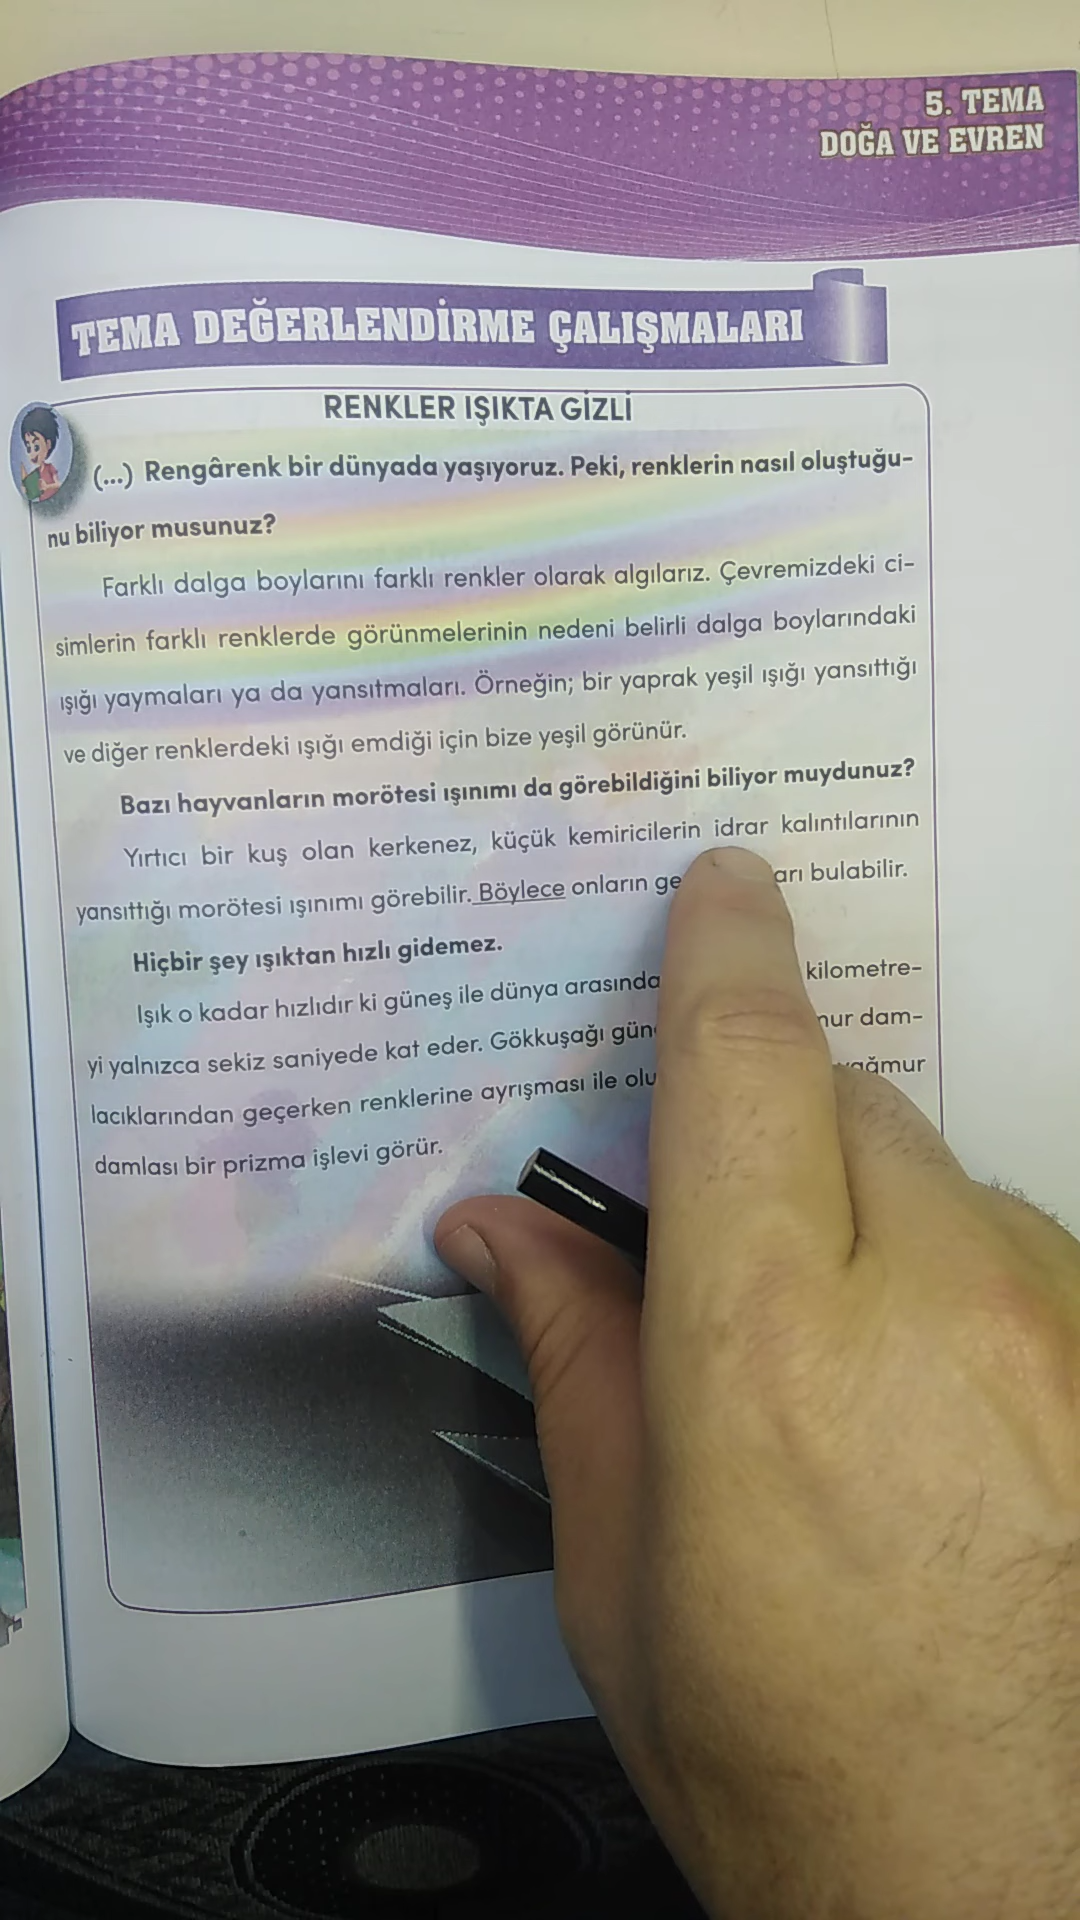 5. TEMA
DOĞA VE EVREN
TEMA DEĞERLENDİRME ÇALIŞMALARI
RENKLER IŞIKTA GİZLİ
(...) Rengârenk bir dünyada yaşıyoruz. Peki, renklerin nasıl oluştuğu-
nu biliyor musunuz?
Farklı dalga boylarını farklı renkler olarak algılarız. Çevremizdeki ci-
simlerin farklı renklerde görünmelerinin nedeni belirli dalga boylarındaki
ışığı yaymaları ya da yansıtmaları. Örneğin; bir yaprak yeşil ışığı yansıttığı
ve diğer renklerdeki ışığı emdiği için bize yeşil görünür.
Bazı hayvanların morötesi ışınımı da görebildiğini biliyor muydunuz?
Yırtıcı bir kuş olan kerkenez, küçük kemiricilerin idrar kalıntılarının
yansıttığı morötesi ışınımı görebilir. Böylece onların bulabilir.
Hiçbir şey ışıktan hızlı gidemez.
Işık o kadar hızlıdır ki güneş ile dünya arasında kilometre-
yi yalnızca sekiz saniyede kat eder. Gökkuşağı dam-
lacıklarından geçerken renklerine ayrışması ile yağmur
damlası bir prizma işlevi görür.